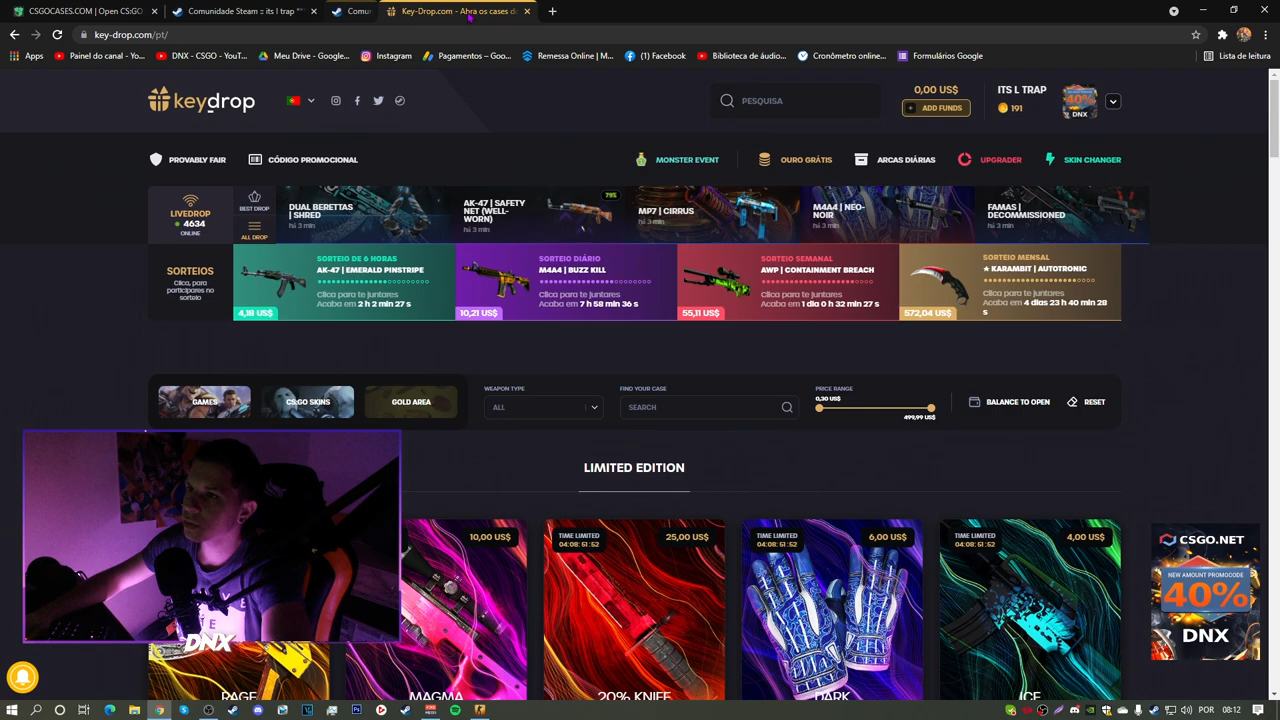 CSGOCASES.COM | Open CS:G
Comunidade Steam :: its l trap
Comu
Key-Drop.com - Abra os cases d
key-drop.com/pt/
Apps
Painel do canal - Yo...
DNX - CSGO - YouT...
Meu Drive - Google...
Instagram
Pagamentos – Goo...
Remessa Online | M...
(3) Facebook
Biblioteca de áudio...
Cronômetro online...
Formulários Google
Lista de leitura
keydrop
PESQUISA
0,00 US$
ADD FUNDS
ITS L TRAP
191
40%
DNX
PROVABLY FAIR
CÓDIGO PROMOCIONAL
MONSTER EVENT
OURO GRÁTIS
ARCAS DIÁRIAS
UPGRADER
SKIN CHANGER
LIVEDROP
4634
ONLINE
BEST DROP
ALL DROP
DUAL BERETTAS
| SHRED
há 3 min
AK-47 | SAFETY
NET (WELL-
WORN)
há 3 min
79%
MP7 | CIRRUS
há 3 min
M4A4 | NEO-
NOIR
há 3 min
FAMAS |
DECOMMISSIONED
há 3 min
SORTEIOS
Clica, para
participares no
sorteio
SORTEIO DE 6 HORAS
AK-47 | EMERALD PINSTRIPE
Clica para te juntares
Acaba em 2 h 2 min 27 s
4,18 US$
SORTEIO DIÁRIO
M4A4 | BUZZ KILL
Clica para te juntares
Acaba em 7 h 58 min 36 s
10,21 US$
SORTEIO SEMANAL
AWP | CONTAINMENT BREACH
Clica para te juntares
Acaba em 1 dia 0 h 32 min 27 s
55,11 US$
SORTEIO MENSAL
★ KARAMBIT | AUTOTRONIC
Clica para te juntares
Acaba em 4 dias 23 h 40 min 28
s
572,04 US$
GAMES
CS:GO SKINS
GOLD AREA
WEAPON TYPE
ALL
FIND YOUR CASE
SEARCH
PRICE RANGE
0,30 US$
499,99 US$
BALANCE TO OPEN
RESET
LIMITED EDITION
10,00 US$
TIME LIMITED
04:08:51:52
25,00 US$
TIME LIMITED
04:08:51:52
6,00 US$
TIME LIMITED
04:08:51:52
4,00 US$
CSGO.NET
NEW AMOUNT PROMOCODE
40%
DNX
DNX
RAGE
MAGMA
20% KNIFE
DARK
ICE
POR
08:12